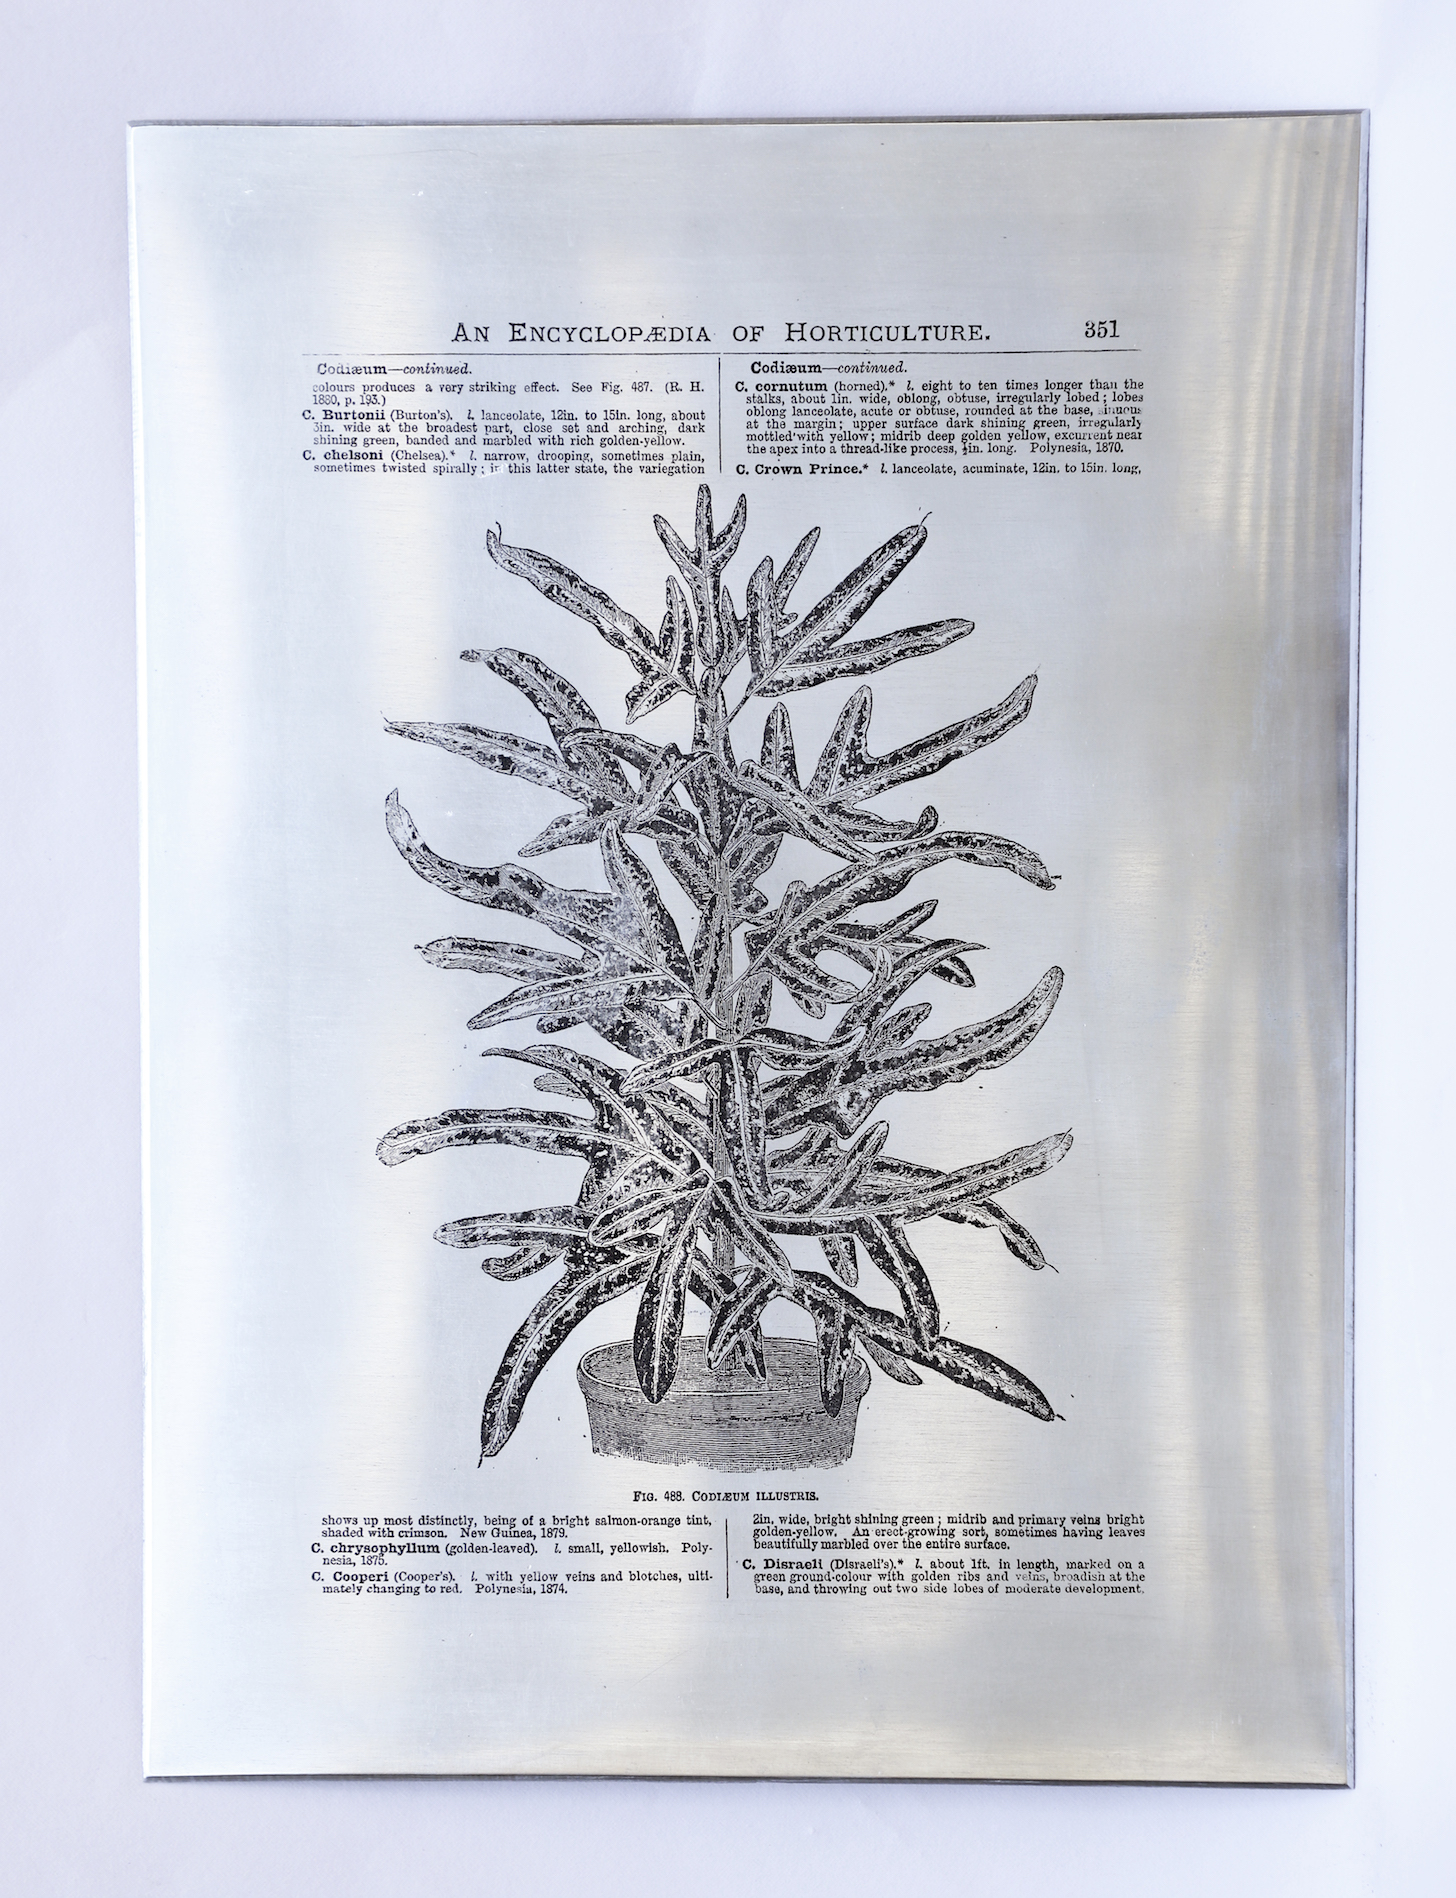 AN ENCYCLOPÆDIA OF HORTICULTURE. 351
Codiæum—continued.
colours produces a very striking effect. See Fig. 487. (R. H.
1880, p. 193.)
C. Burtonii (Burton's). l. lanceolate, 12in. to 15in. long, about
3in. wide at the broadest part, close set and arching, dark
shining green, banded and marbled with rich golden-yellow.
C. chelsoni (Chelsea).* l. narrow, drooping, sometimes plain,
sometimes twisted spirally; in this latter state, the variegation
Codiæum—continued.
C. cornutum (horned).* l. eight to ten times longer than the
stalks, about 1in. wide, oblong, obtuse, irregularly lobed; lobes
oblong lanceolate, acute or obtuse, rounded at the base, sinuous
at the margin; upper surface dark shining green, irregularly
mottled with yellow; midrib deep golden yellow, excurrent near
the apex into a thread-like process, ½in. long. Polynesia, 1870.
C. Crown Prince.* l. lanceolate, acuminate, 12in. to 15in. long,
FIG. 488. CODIÆUM ILLUSTRIS.
shows up most distinctly, being of a bright salmon-orange tint,
shaded with crimson. New Guinea, 1879.
C. chrysophyllum (golden-leaved). l. small, yellowish. Poly-
nesia, 1875.
C. Cooperi (Cooper's). l. with yellow veins and blotches, ulti-
mately changing to red. Polynesia, 1874.
2in. wide, bright shining green; midrib and primary veins bright
golden-yellow. An erect-growing sort, sometimes having leaves
beautifully marbled over the entire surface.
C. Disraeli (Disraeli's).* l. about 1ft. in length, marked on a
green ground-colour with golden ribs and veins, broadish at the
base, and throwing out two side lobes of moderate development.